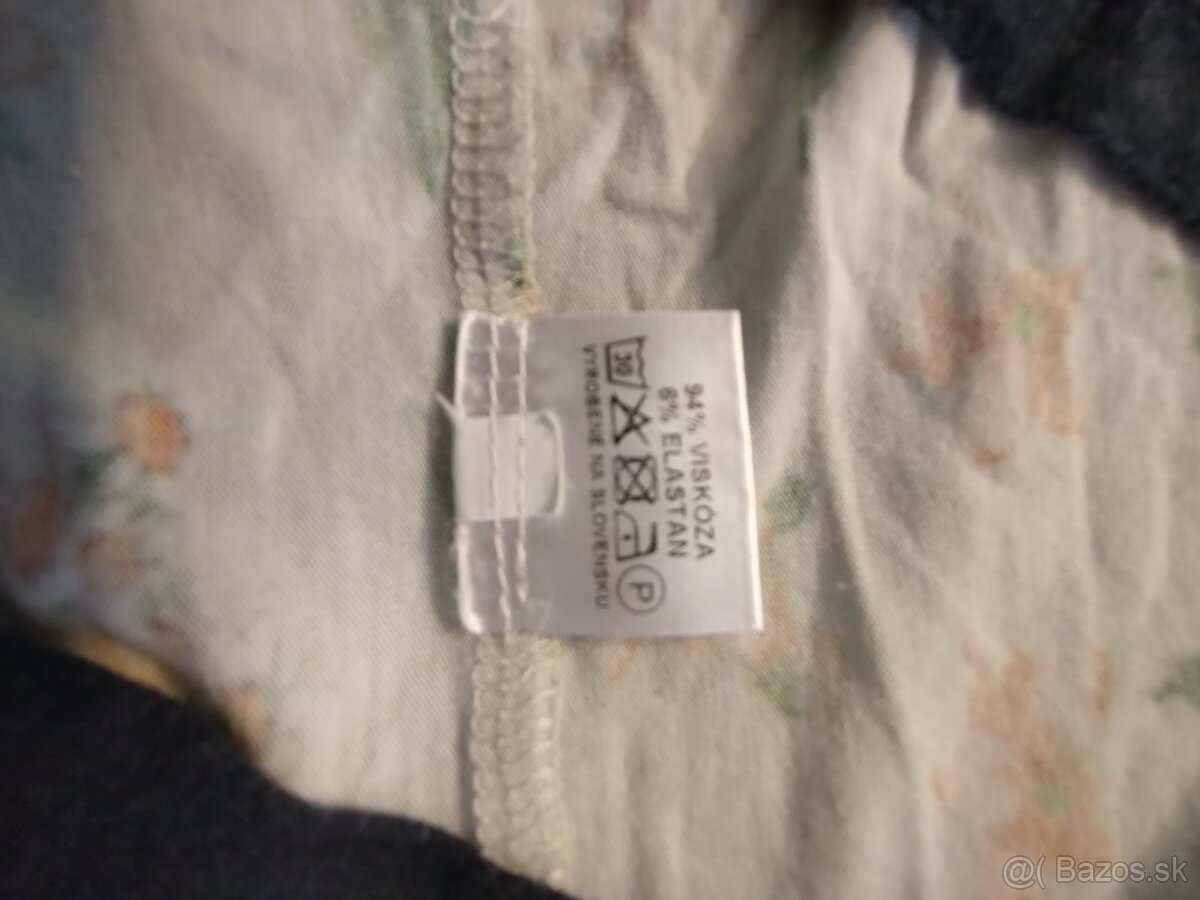 94% VISKÓZA
6% ELASTAN
30 P
VYROBENÉ NA SLOVENSKU
@( Bazos.sk